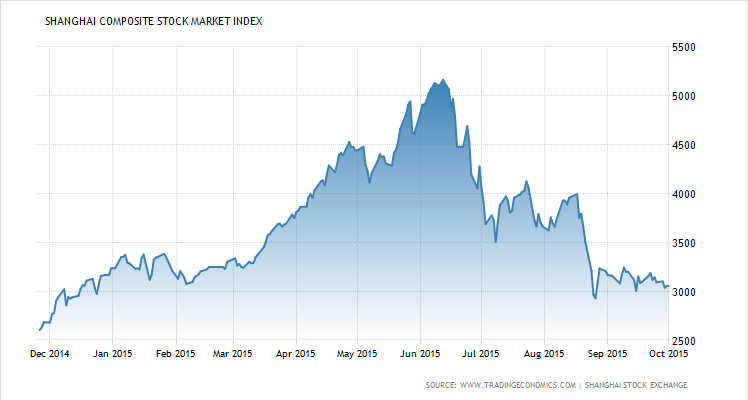 SHANGHAI COMPOSITE STOCK MARKET INDEX
5500
5000
4500
4000
3500
3000
2500
Dec 2014 Jan 2015 Feb 2015 Mar 2015 Apr 2015 May 2015 Jun 2015 Jul 2015 Aug 2015 Sep 2015 Oct 2015
SOURCE: WWW.TRADINGECONOMICS.COM | SHANGHAI STOCK EXCHANGE